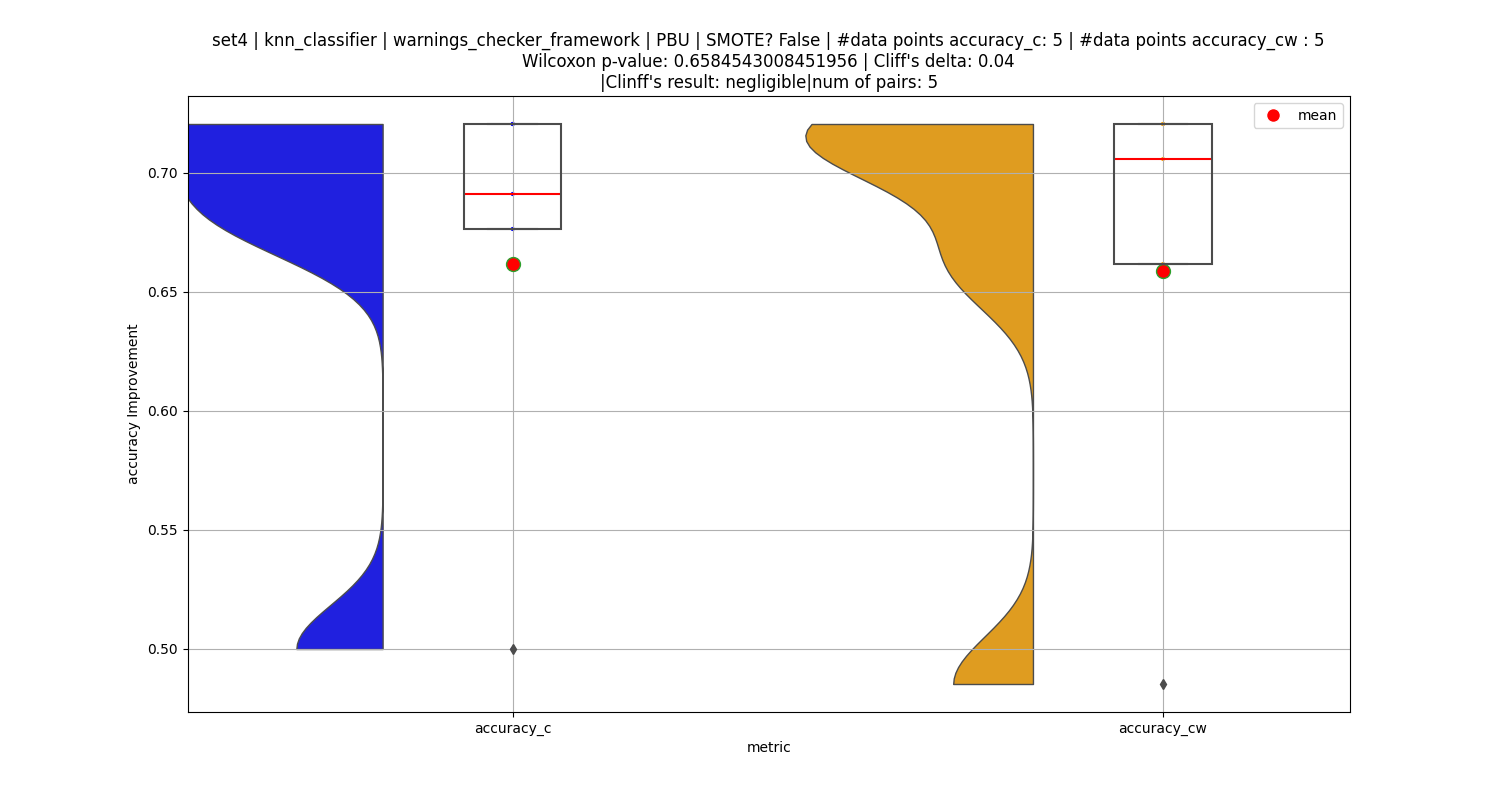 set4 | knn_classifier | warnings_checker_framework | PBU | SMOTE? False | #data points accuracy_c: 5 | #data points accuracy_cw : 5
Wilcoxon p-value: 0.6584543008451956 | Cliff's delta: 0.04
|Clinff's result: negligible|num of pairs: 5
mean
0.70
0.65
0.60
0.55
0.50
accuracy Improvement
accuracy_c
accuracy_cw
metric